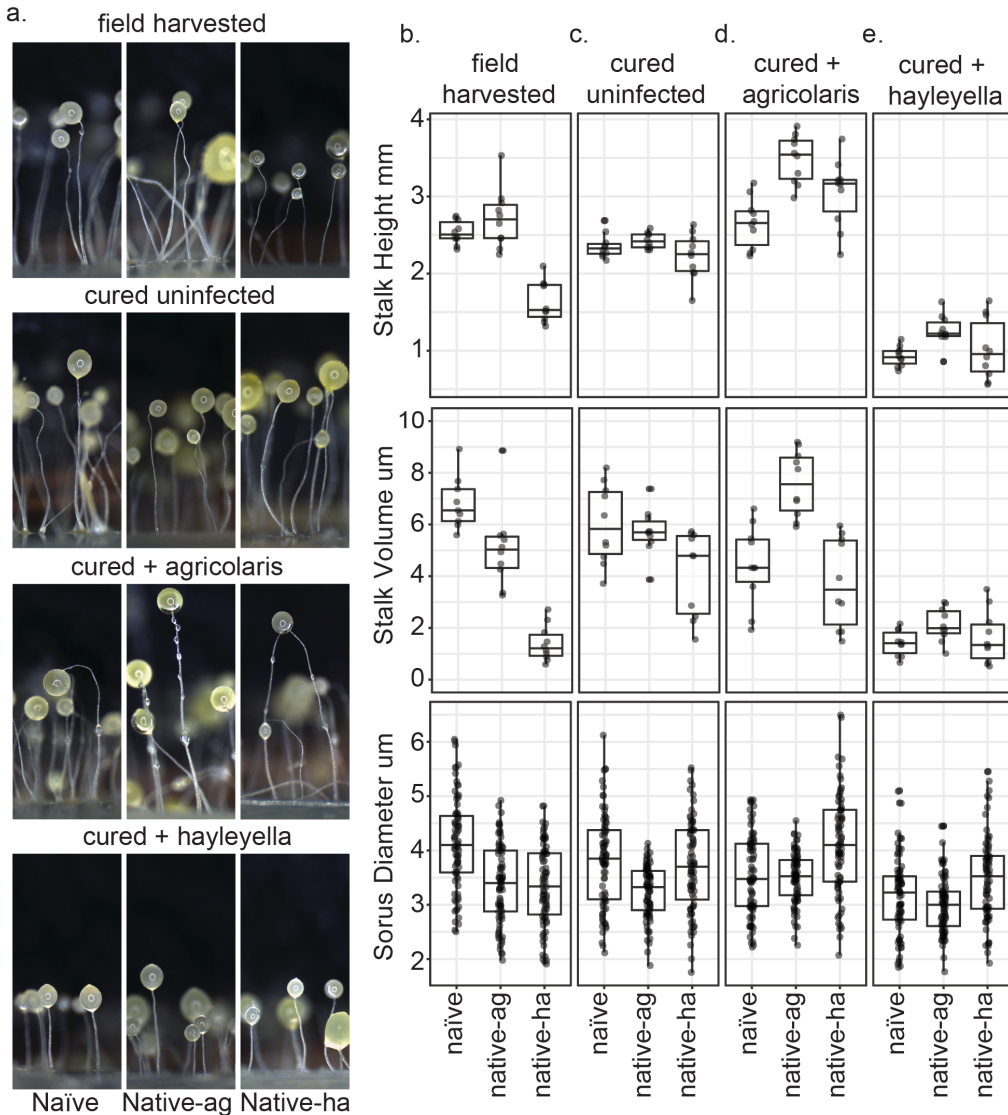 a.
field harvested
cured uninfected
cured + agricolaris
cured + hayleyella
Naïve Native-ag Native-ha
b. c. d. e.
field
harvested
cured
uninfected
cured +
agricolaris
cured +
hayleyella
Stalk Height mm
4
3
2
1
Stalk Volume um
10
8
6
4
2
0
Sorus Diameter um
6
5
4
3
2
naïve
native-ag
native-ha
naïve
native-ag
native-ha
naïve
native-ag
native-ha
naïve
native-ag
native-ha